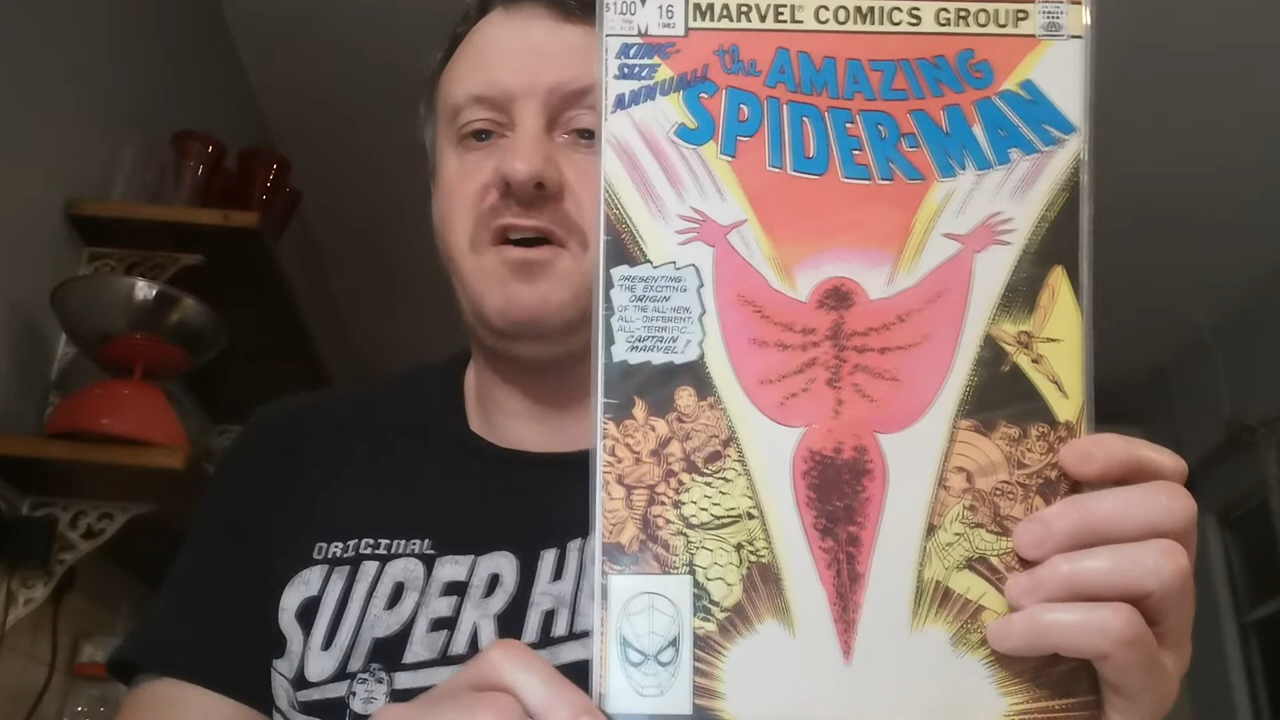 $1.00
16
1982
MARVEL® COMICS GROUP
KING-
SIZE
ANNUAL!
the AMAZING
SPIDER-MAN
PRESENTING:
THE EXCITING
ORIGIN
OF THE ALL-NEW,
ALL-DIFFERENT,
ALL-TERRIFIC...
CAPTAIN
MARVEL!
ORIGINAL
SUPER HE